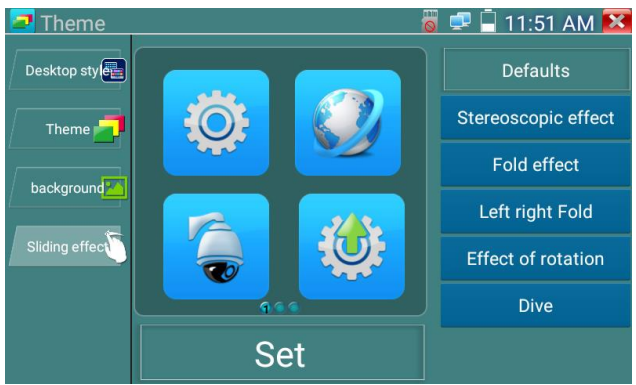 Theme
11:51 AM
Desktop style
Theme
background
Sliding effect
1
Set
Defaults
Stereoscopic effect
Fold effect
Left right Fold
Effect of rotation
Dive